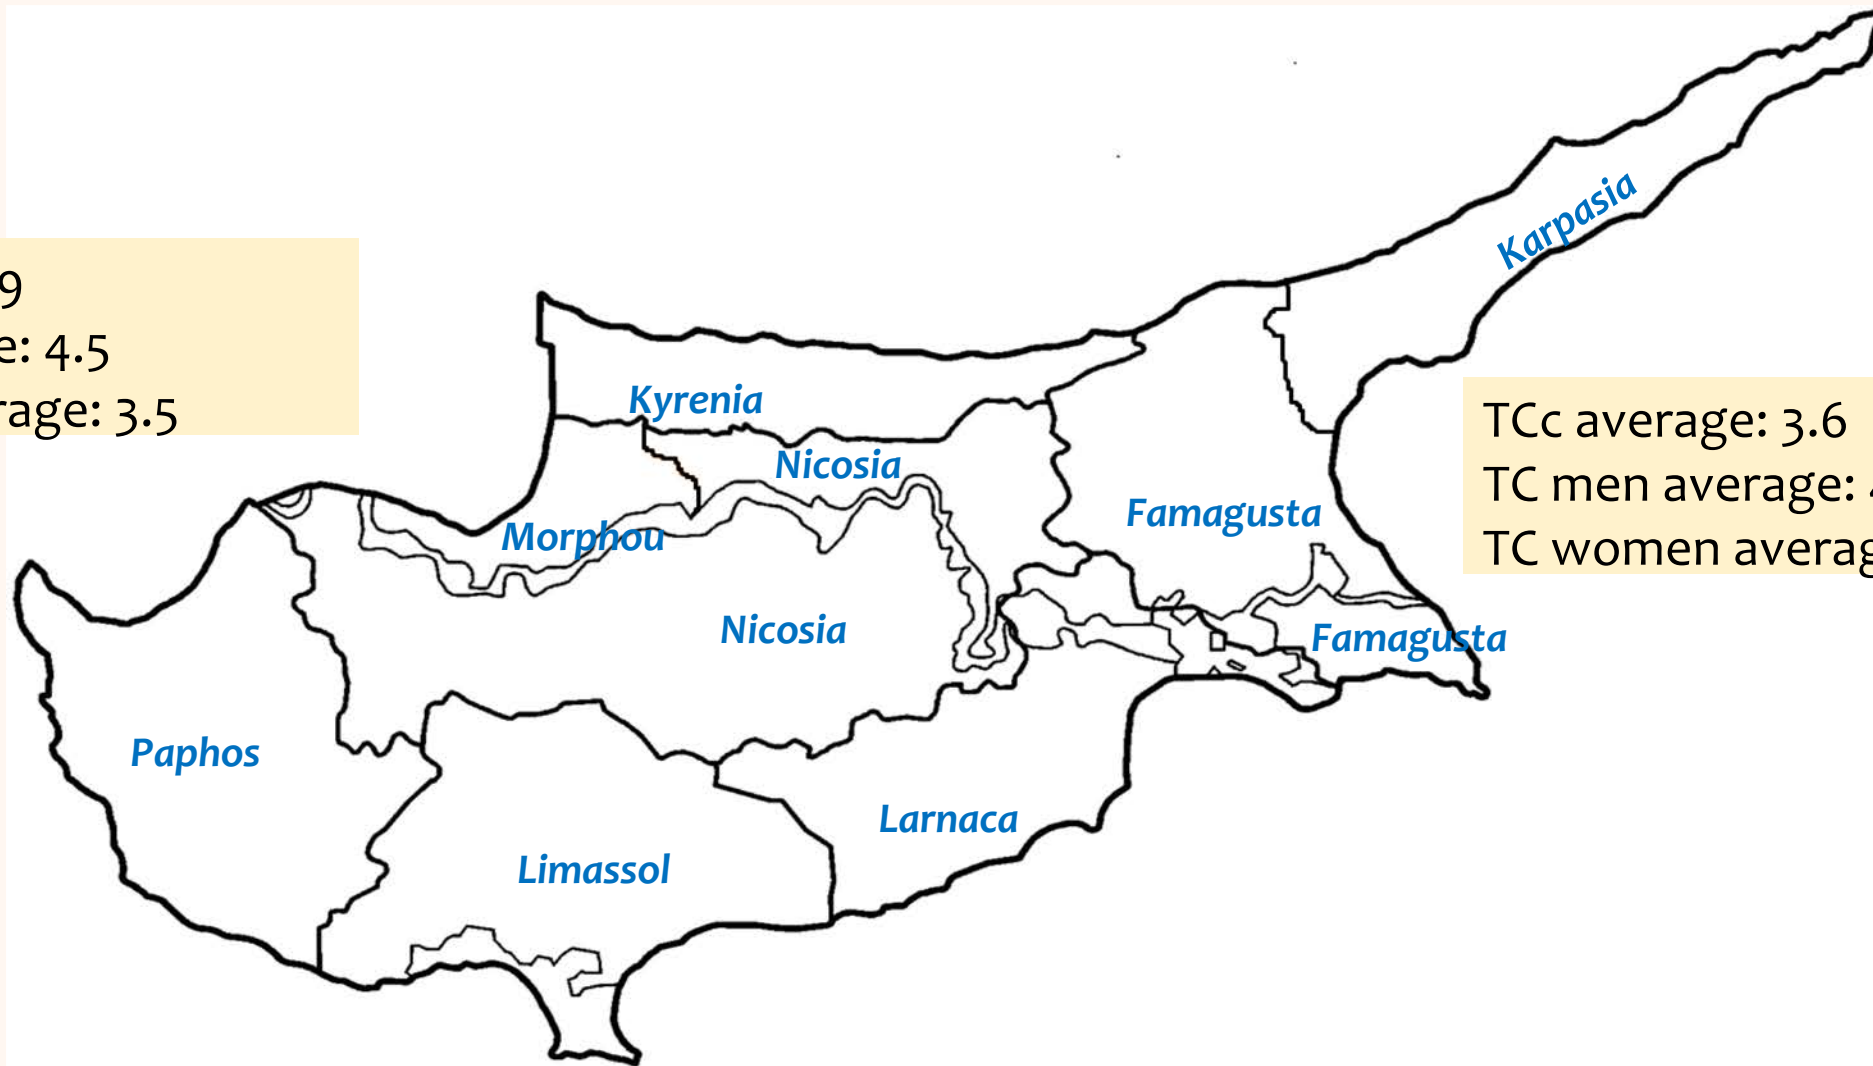 9
e: 4.5
rage: 3.5
Karpasia
Kyrenia
TCc average: 3.6
TC men average:
TC women averag
Nicosia
Famagusta
Morphou
Nicosia
Famagusta
Paphos
Larnaca
Limassol